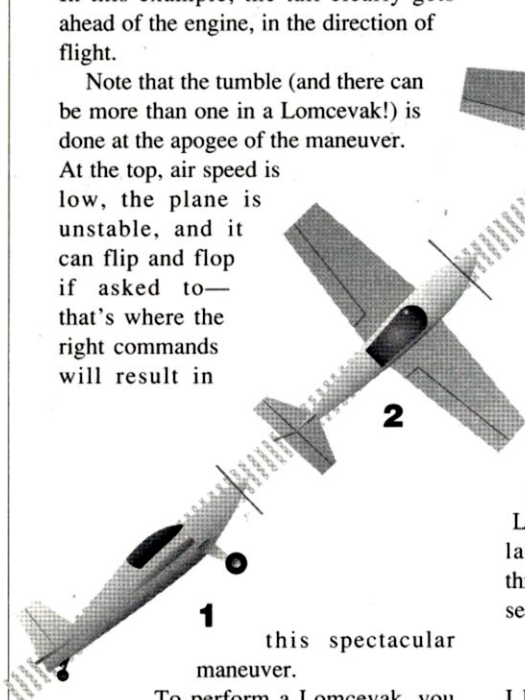 ahead of the engine, in the direction of
flight.
Note that the tumble (and there can
be more than one in a Lomcevak!) is
done at the apogee of the maneuver.
At the top, air speed is
low, the plane is
unstable, and it
can flip and flop
if asked to—
that's where the
right commands
will result in
2
1
this spectacular
maneuver.
To perform a Lomcevak, you